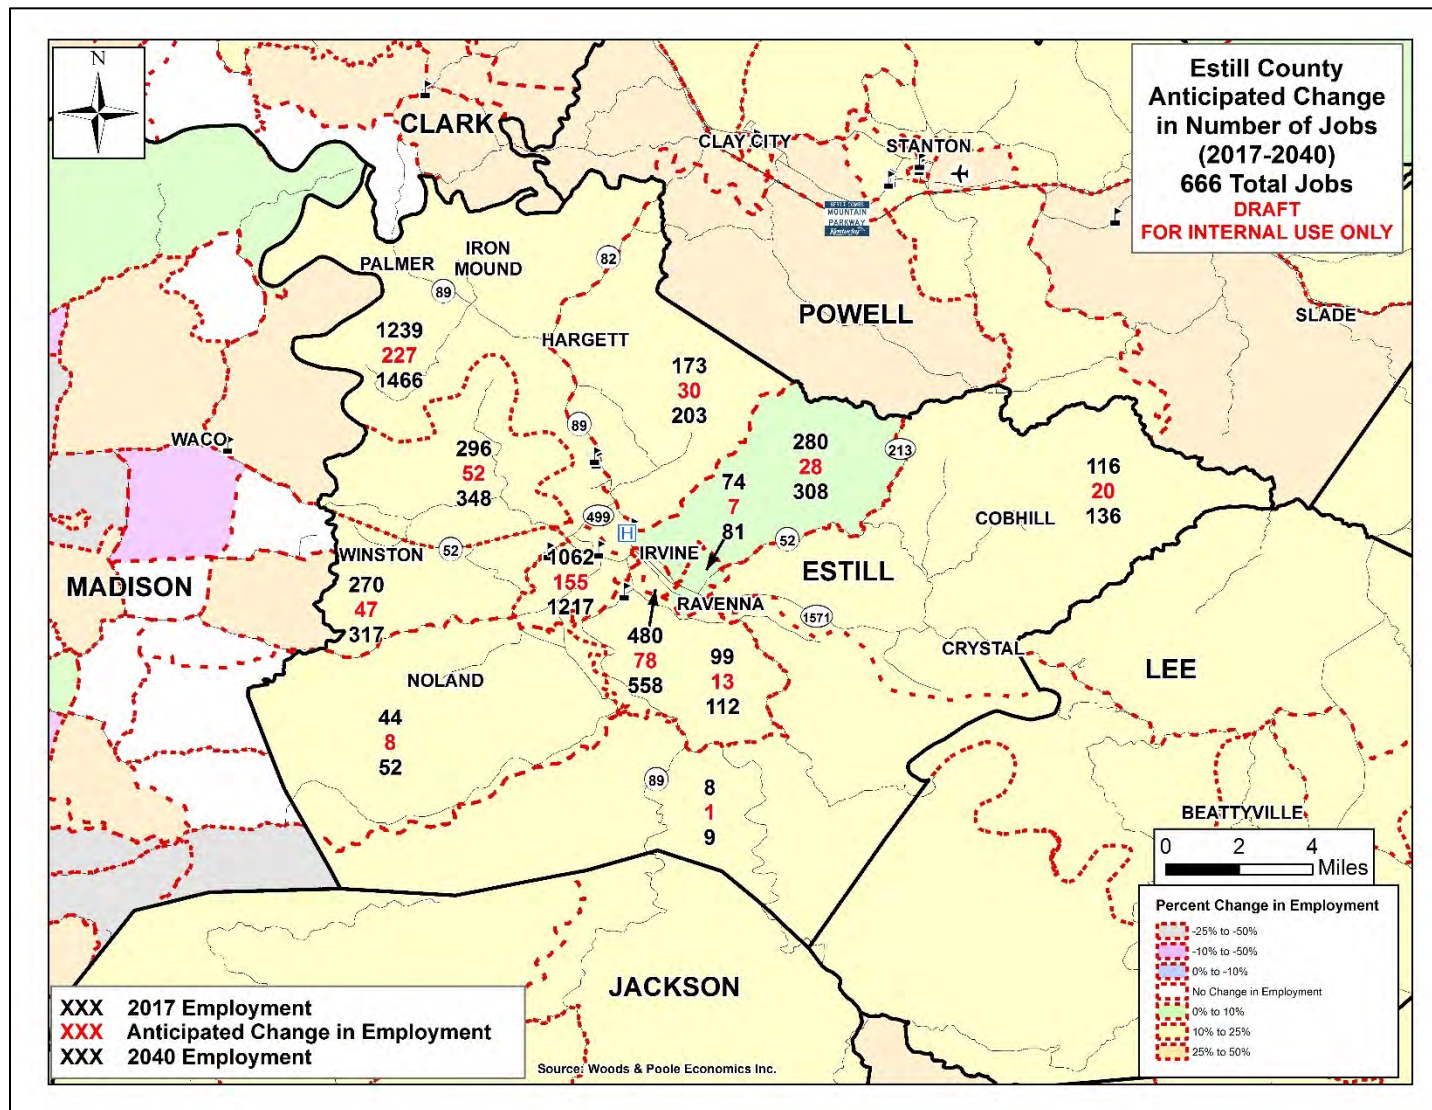 N
Estill County
Anticipated Change
in Number of Jobs
(2017-2040)
666 Total Jobs
DRAFT
FOR INTERNAL USE ONLY
CLARK
CLAY CITY
STANTON
BERT T COMBS
MOUNTAIN
PARKWAY
Kentucky
PALMER
IRON
MOUND
82
89
POWELL
SLADE
HARGETT
1239
227
1466
173
30
203
WACO
89
296
52
348
280
28
308
213
74
7
81
116
20
136
COBHILL
499
H
52
WINSTON
52
IRVINE
ESTILL
MADISON
270
47
317
1062
155
1217
RAVENNA
1571
480
78
558
99
13
112
CRYSTAL
LEE
NOLAND
44
8
52
89
8
1
9
BEATTYVILLE
0 2 4
Miles
Percent Change in Employment
-25% to -50%
-10% to -50%
0% to -10%
No Change in Employment
0% to 10%
10% to 25%
25% to 50%
JACKSON
XXX 2017 Employment
XXX Anticipated Change in Employment
XXX 2040 Employment
Source: Woods & Poole Economics Inc.